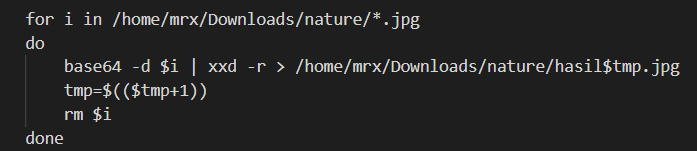 for i in /home/mrx/Downloads/nature/*.jpg
do
    base64 -d $i | xxd -r > /home/mrx/Downloads/nature/hasil$tmp.jpg
    tmp=$(($tmp+1))
    rm $i
done